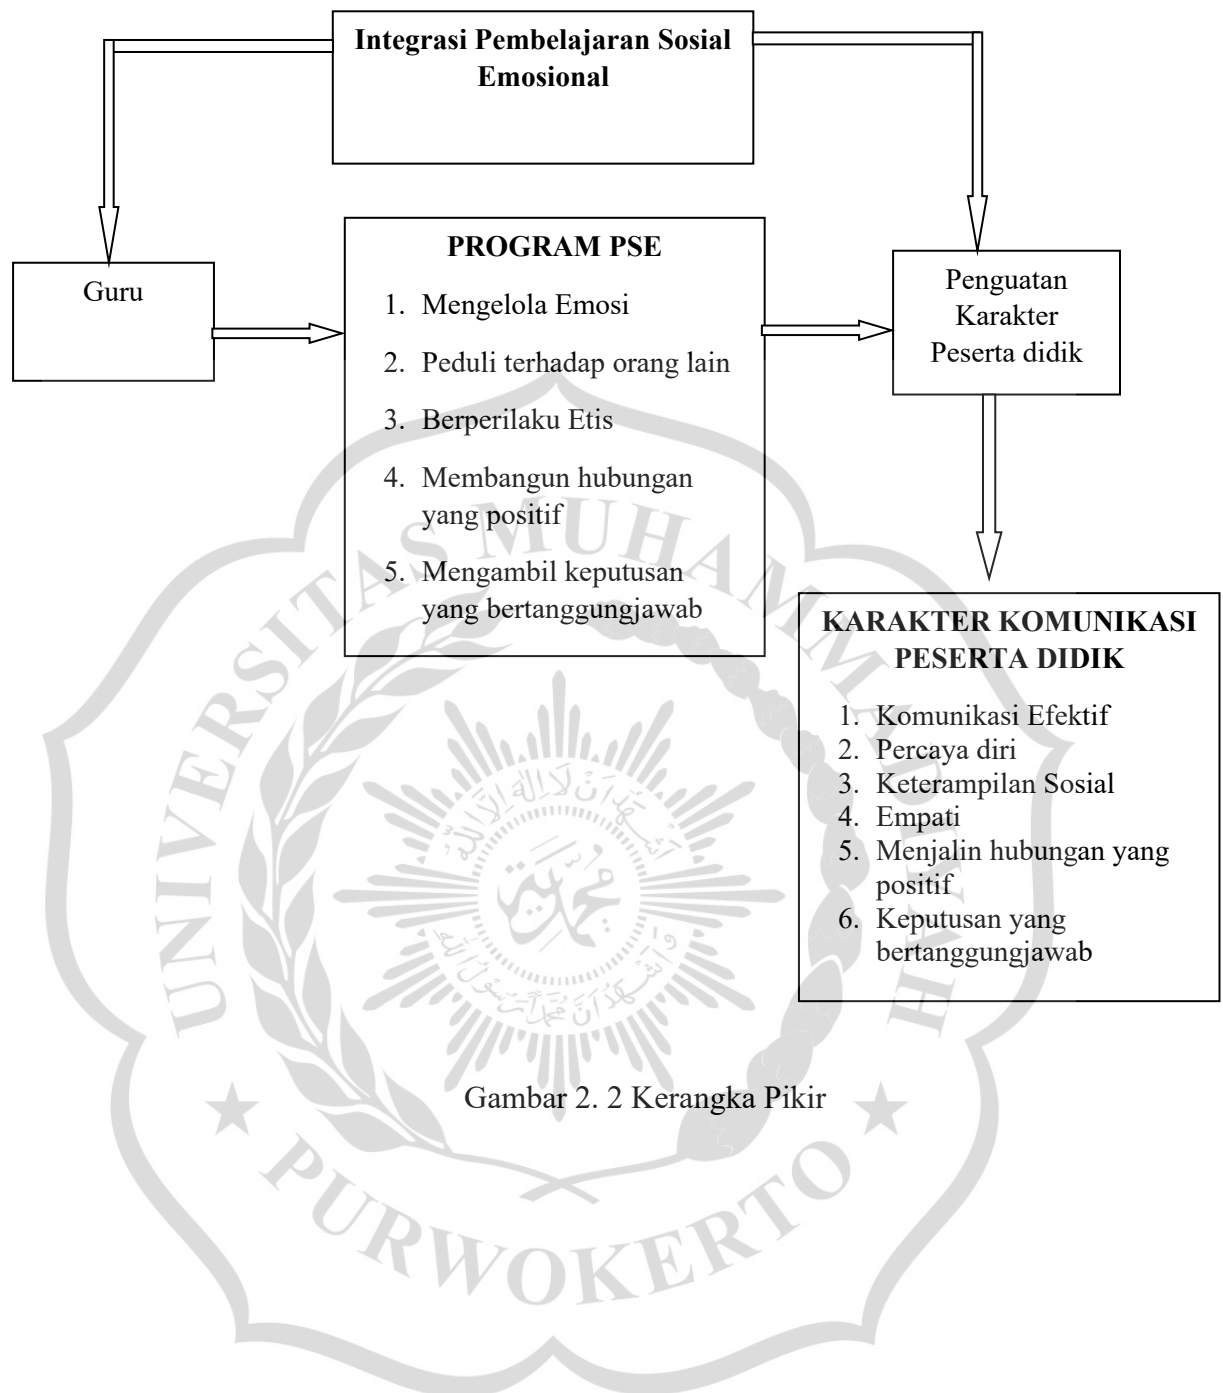 Integrasi Pembelajaran Sosial
Emosional
Guru
PROGRAM PSE
1. Mengelola Emosi
2. Peduli terhadap orang lain
3. Berperilaku Etis
4. Membangun hubungan
yang positif
5. Mengambil keputusan
yang bertanggungjawab
Penguatan
Karakter
Peserta didik
KARAKTER KOMUNIKASI
PESERTA DIDIK
1. Komunikasi Efektif
2. Percaya diri
3. Keterampilan Sosial
4. Empati
5. Menjalin hubungan yang
positif
6. Keputusan yang
bertanggungjawab
Gambar 2. 2 Kerangka Pikir
UNIVERSITAS MUHAMMADIYAH
PURWOKERTO